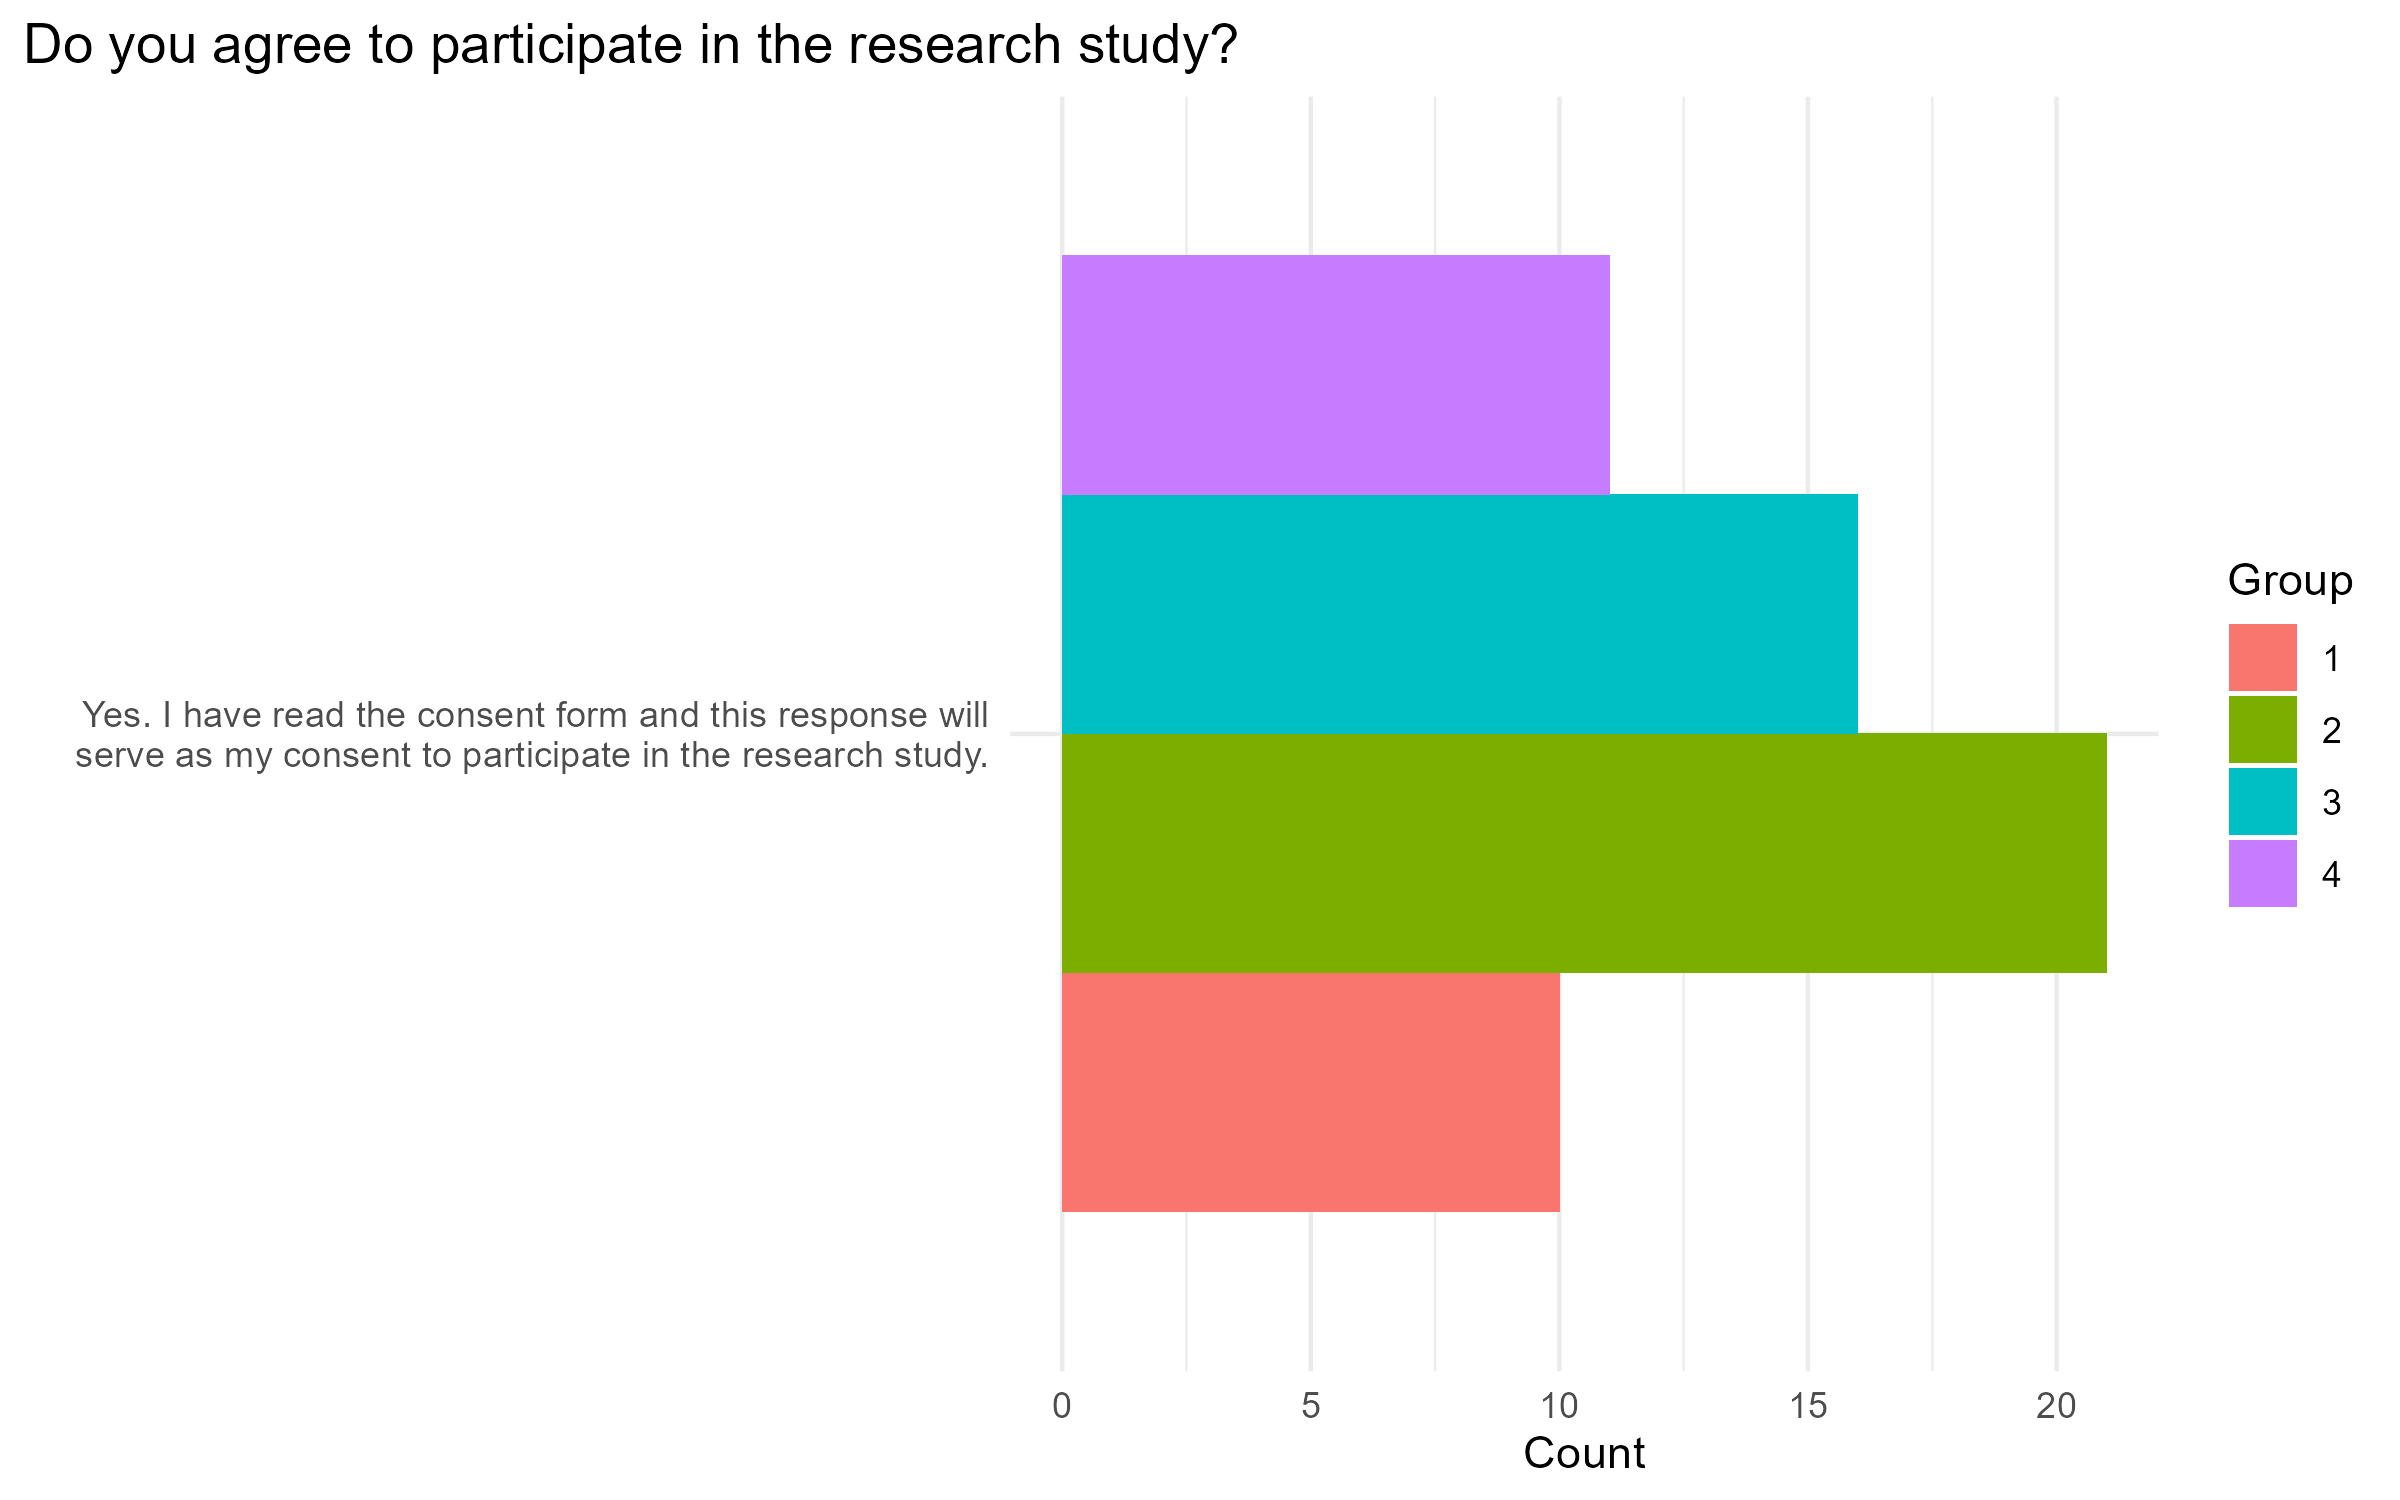 Do you agree to participate in the research study?
Yes. I have read the consent form and this response will
serve as my consent to participate in the research study.
Group
1
2
3
4
0
5
10
15
20
Count